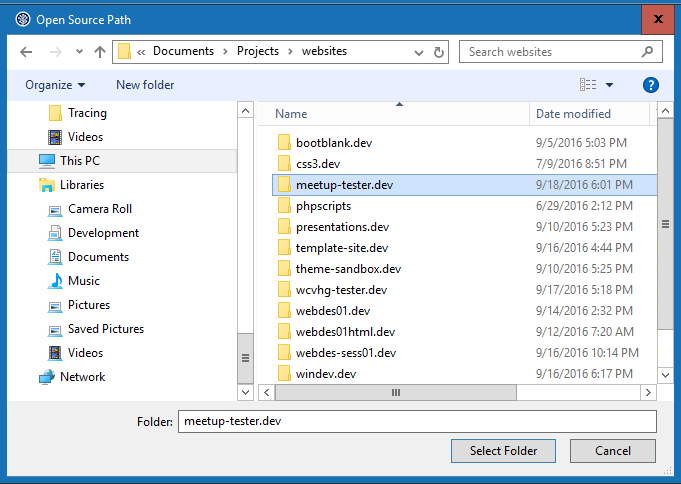 Open Source Path
« Documents > Projects > websites
Search websites
Organize
New folder
Tracing
Videos
This PC
Libraries
Camera Roll
Development
Documents
Music
Pictures
Saved Pictures
Videos
Network
Name Date modified
bootblank.dev 9/5/2016 5:03 PM
css3.dev 7/9/2016 8:51 PM
meetup-tester.dev 9/18/2016 6:01 PM
phpscripts 6/29/2016 2:12 PM
presentations.dev 9/10/2016 5:23 PM
template-site.dev 9/16/2016 4:44 PM
theme-sandbox.dev 9/10/2016 5:25 PM
wcvhg-tester.dev 9/17/2016 5:18 PM
webdes01.dev 9/14/2016 2:32 PM
webdes01html.dev 9/12/2016 7:20 AM
webdes-sess01.dev 9/16/2016 10:14 PM
windev.dev 9/16/2016 6:17 PM
Folder: meetup-tester.dev
Select Folder Cancel